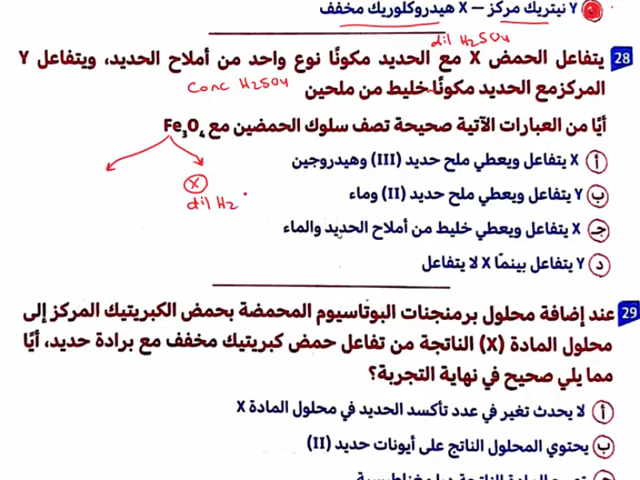 Y نيتريك مركز – X هيدروكلوريك مخفف
dil H2SO4
28 يتفاعل الحمض X مع الحديد مكونًا نوع واحد من أملاح الحديد، ويتفاعل Y
المركز مع الحديد مكونًا خليط من ملحين conc H2SO4
أيًا من العبارات الآتية صحيحة تصف سلوك الحمضين مع Fe3O4
أ X يتفاعل ويعطي ملح حديد (III) وهيدروجين
X
ب Y يتفاعل ويعطي ملح حديد (II) وماء
dil H2
جـ X يتفاعل ويعطي خليط من أملاح الحديد والماء
د Y يتفاعل بينمًا X لا يتفاعل
29 عند إضافة محلول برمنجنات البوتاسيوم المحمضة بحمض الكبريتيك المركز إلى
محلول المادة (X) الناتجة من تفاعل حمض كبريتيك مخفف مع برادة حديد، أيًا
مما يلي صحيح في نهاية التجربة؟
أ لا يحدث تغير في عدد تأكسد الحديد في محلول المادة X
ب يحتوي المحلول الناتج على أيونات حديد (II)